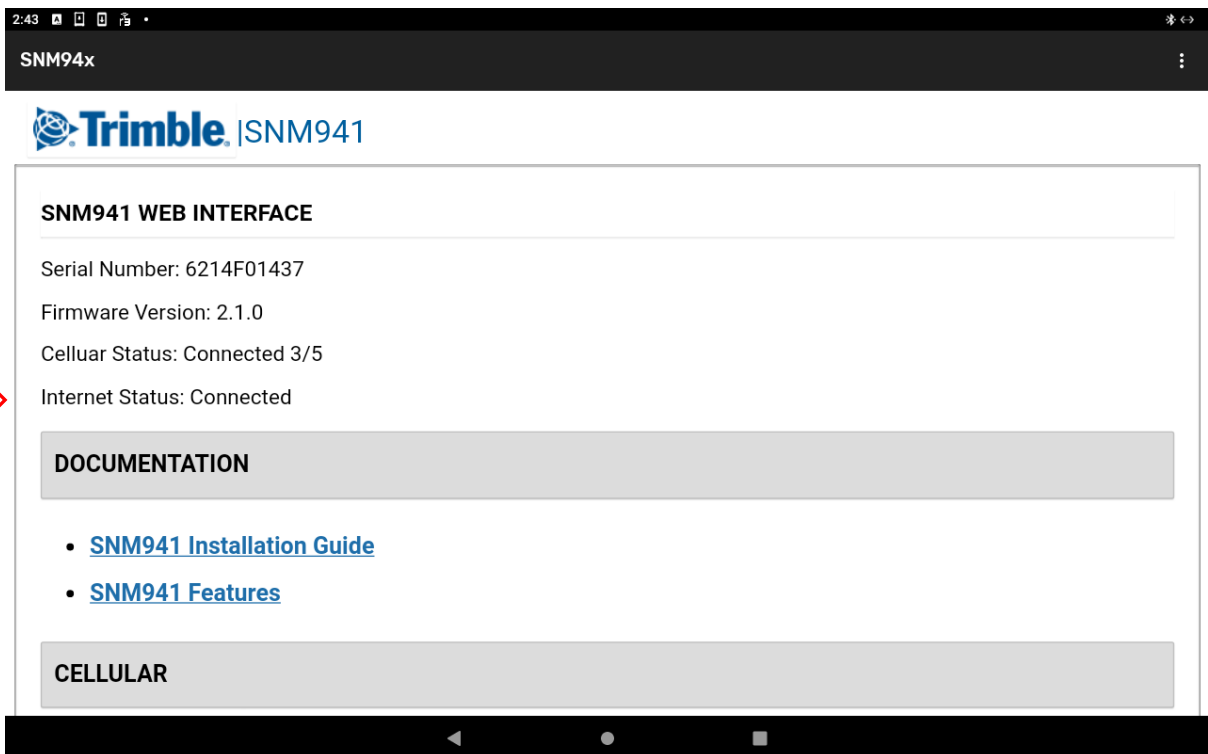 2:43
SNM94x
Trimble. |SNM941
SNM941 WEB INTERFACE
Serial Number: 6214F01437
Firmware Version: 2.1.0
Celluar Status: Connected 3/5
Internet Status: Connected
DOCUMENTATION
SNM941 Installation Guide
SNM941 Features
CELLULAR